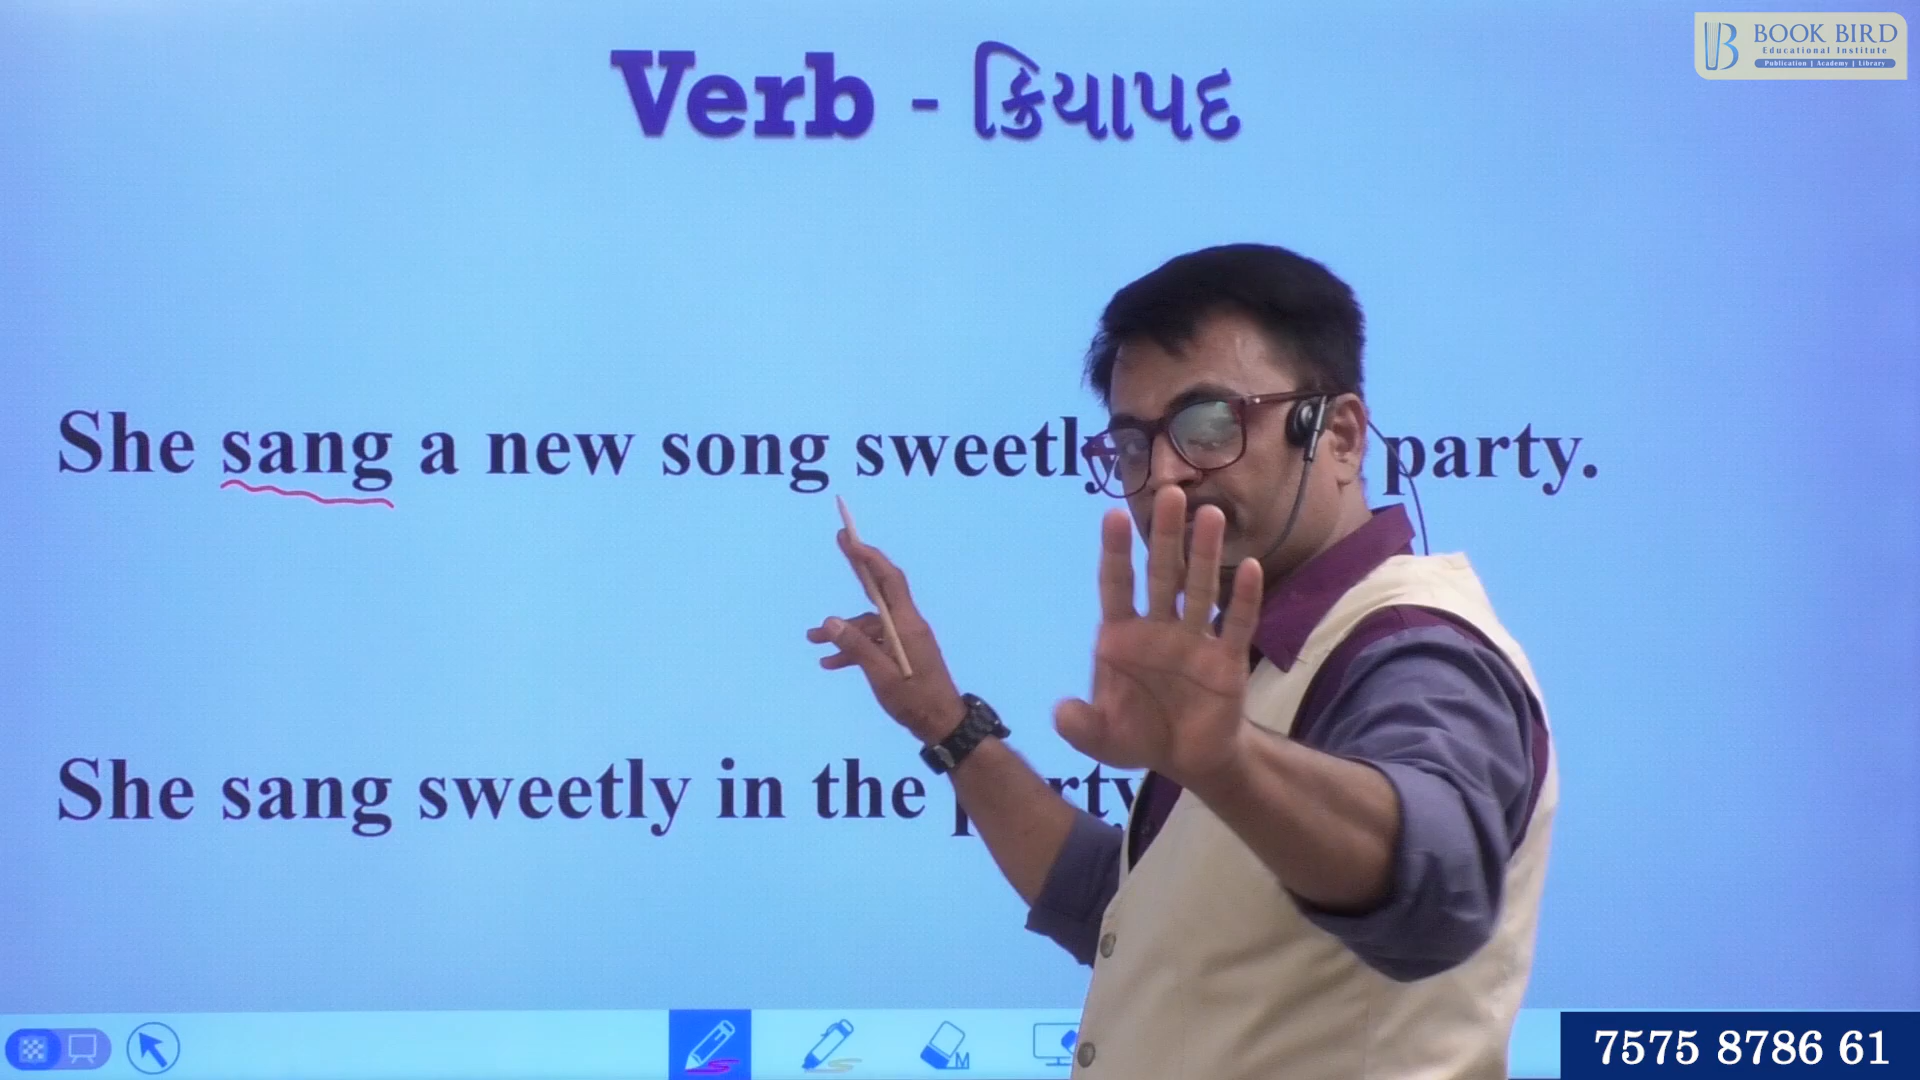 BOOK BIRD
Educational Institute
Publication | Academy | Library
Verb - ક્રિયાપદ
She sang a new song sweetly party.
She sang sweetly in the
M
7575 8786 61